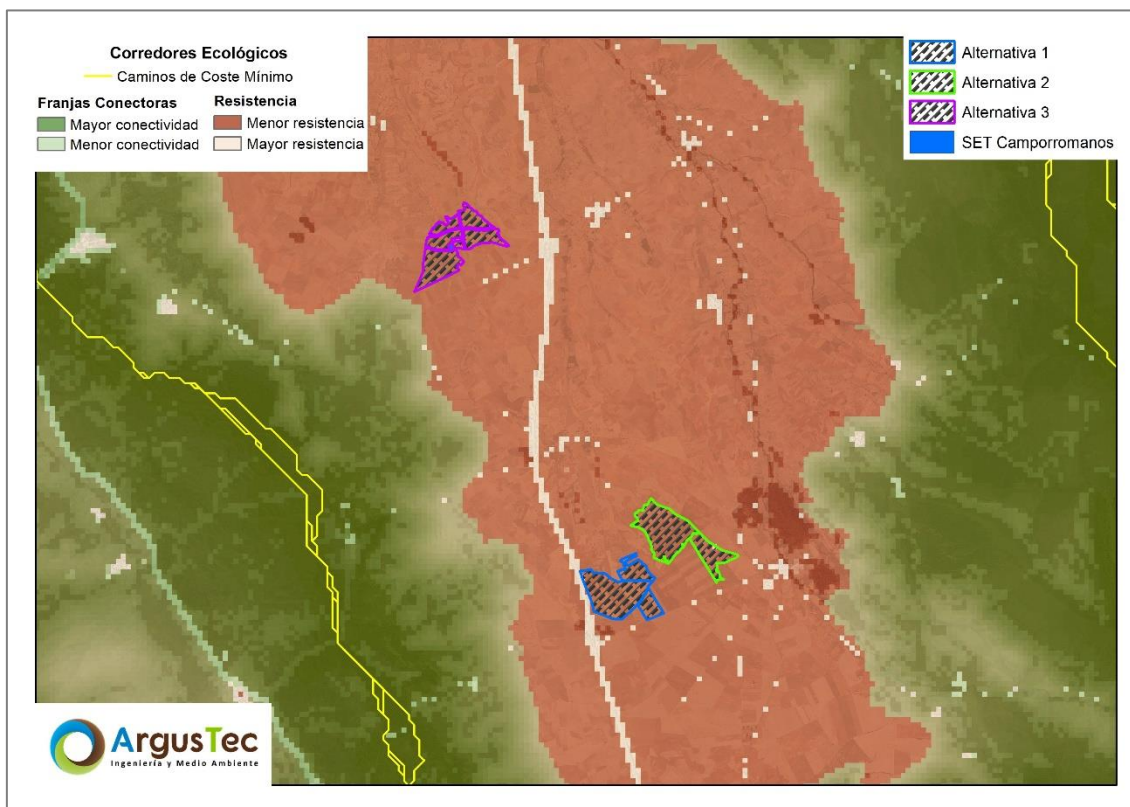 Corredores Ecológicos
Caminos de Coste Mínimo
Franjas Conectoras
Mayor conectividad
Menor conectividad
Resistencia
Menor resistencia
Mayor resistencia
Alternativa 1
Alternativa 2
Alternativa 3
SET Camporromanos
ArgusTec
Ingeniería y Medio Ambiente